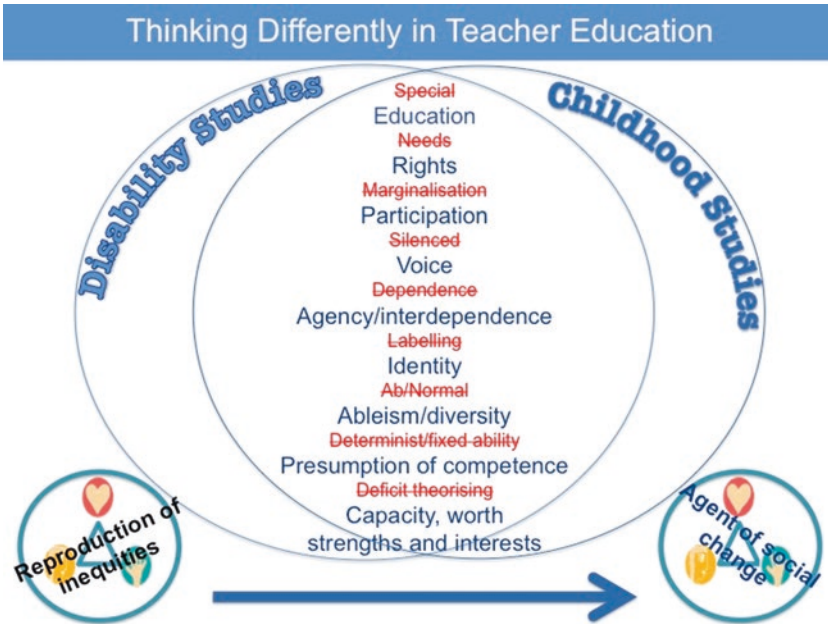 Thinking Differently in Teacher Education
Disability Studies
Childhood Studies
Special
Education
Needs
Rights
Marginalisation
Participation
Silenced
Voice
Dependence
Agency/interdependence
Labelling
Identity
Ab/Normal
Ableism/diversity
Determinist/fixed ability
Presumption of competence
Deficit theorising
Capacity, worth
strengths and interests
Reproduction of
inequities
Agent of social
change